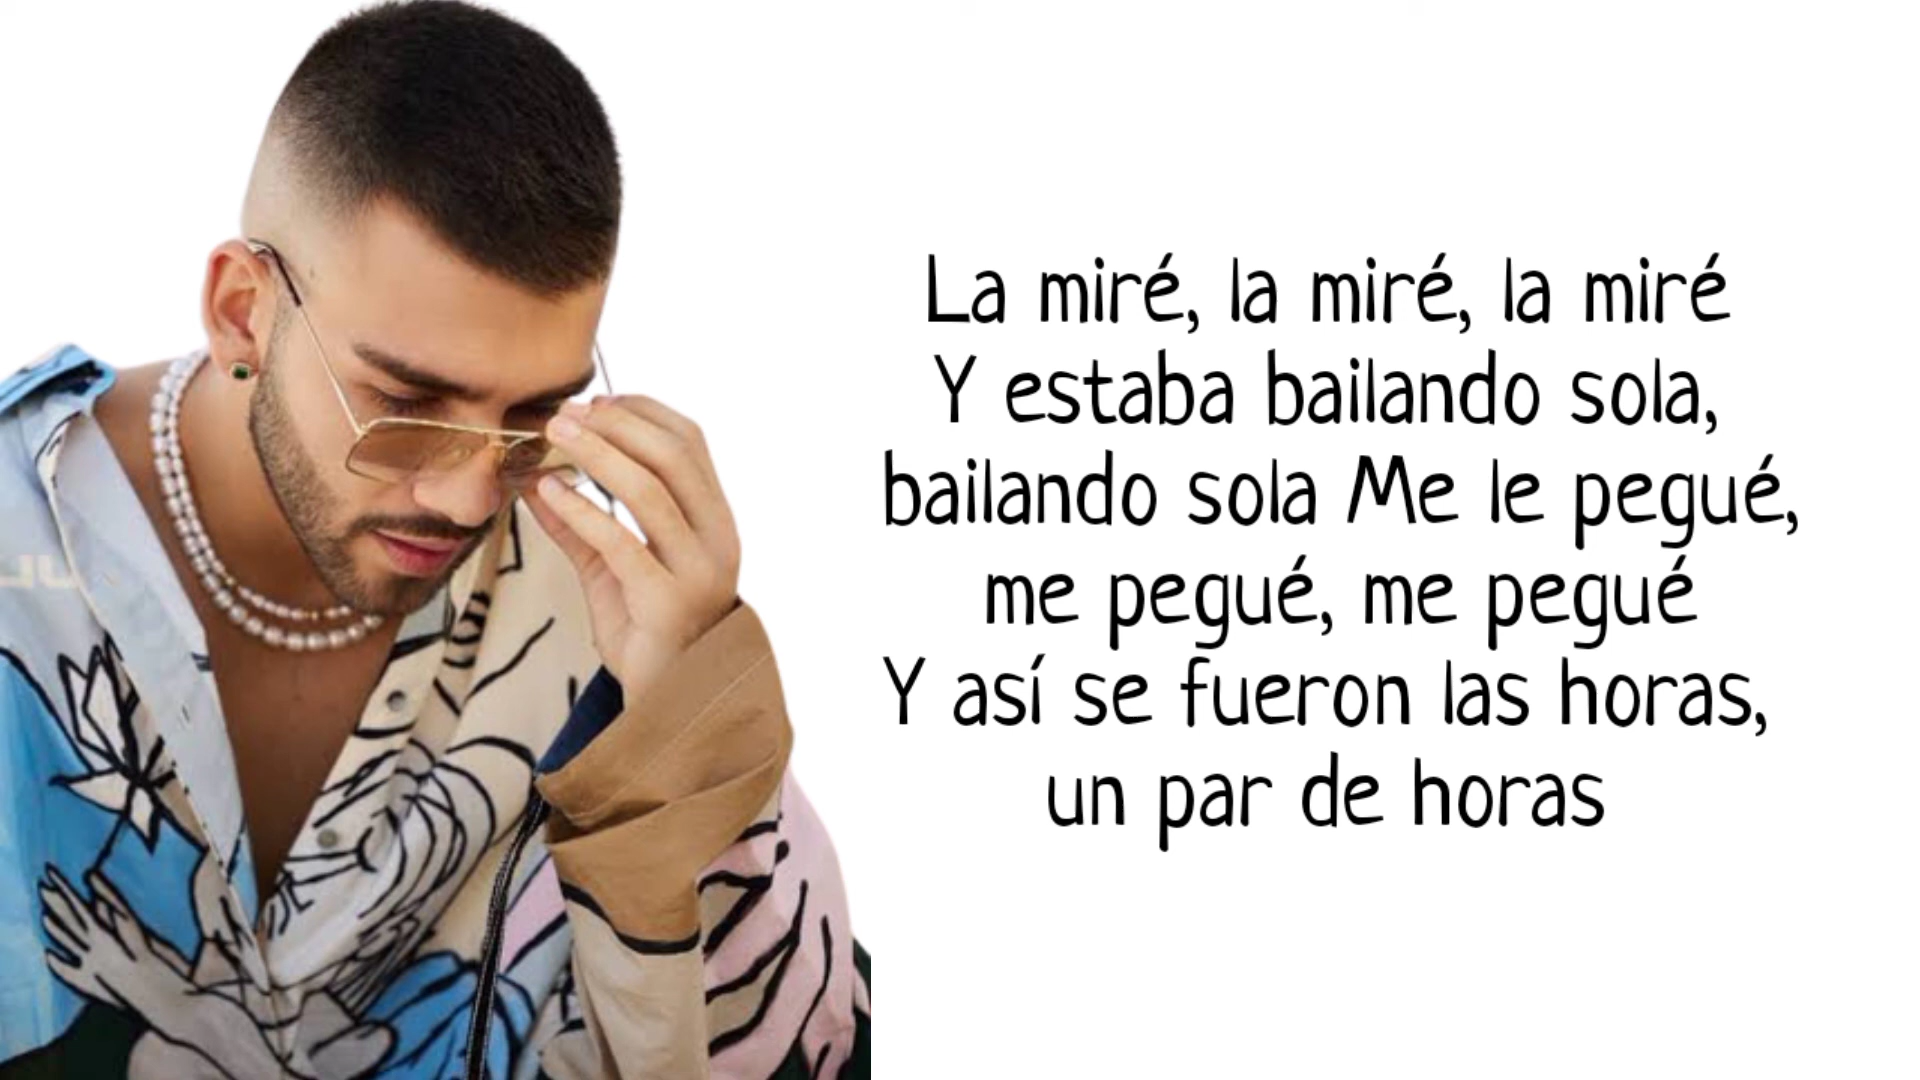 La miré, la miré, la miré
Y estaba bailando sola,
bailando sola Me le pegué,
me pegué, me pegué
Y así se fueron las horas,
un par de horas